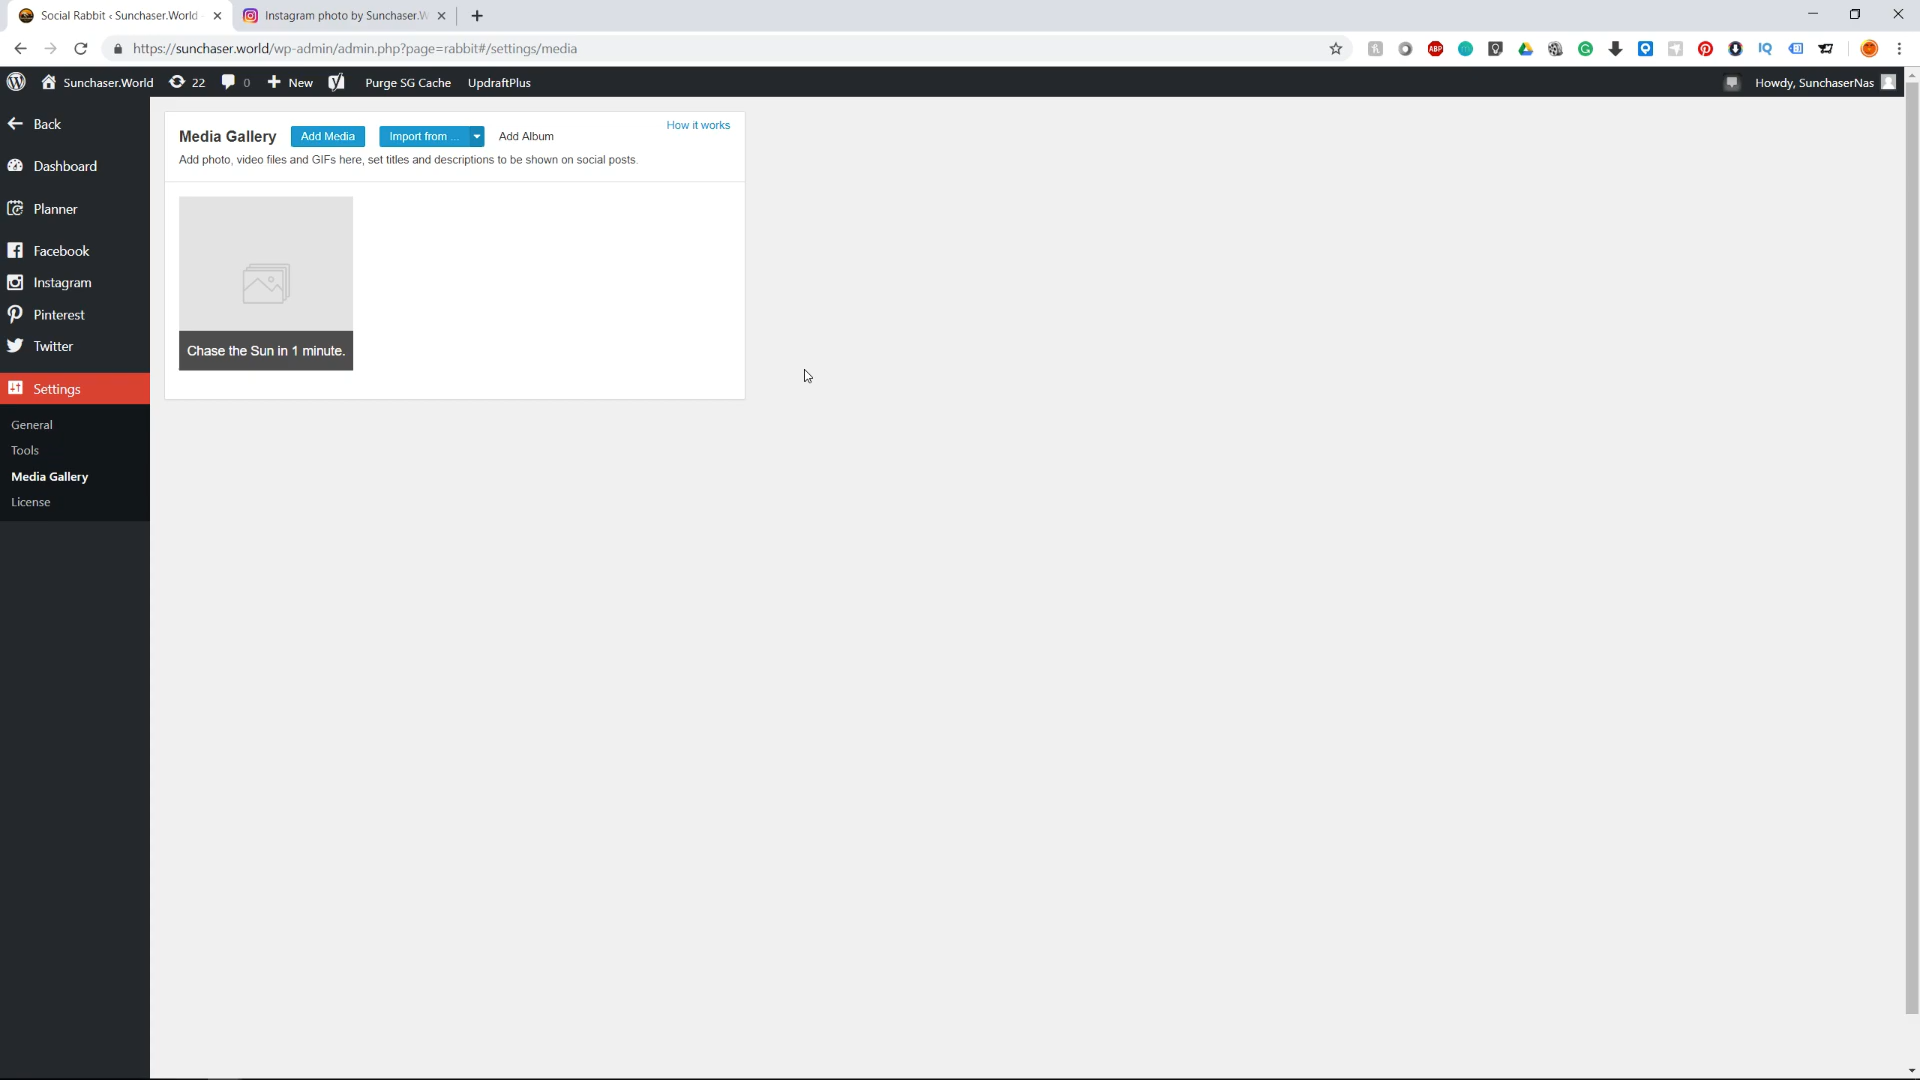 Social Rabbit ‹ Sunchaser.World
Instagram photo by Sunchaser.W
https://sunchaser.world/wp-admin/admin.php?page=rabbit#/settings/media
ABP
IQ
Sunchaser.World
22
0
New
Purge SG Cache
UpdraftPlus
Howdy, SunchaserNas
Back
Dashboard
Planner
Facebook
Instagram
Pinterest
Twitter
Settings
General
Tools
Media Gallery
License
Media Gallery
Add Media
Import from ...
Add Album
How it works
Add photo, video files and GIFs here, set titles and descriptions to be shown on social posts.
Chase the Sun in 1 minute.